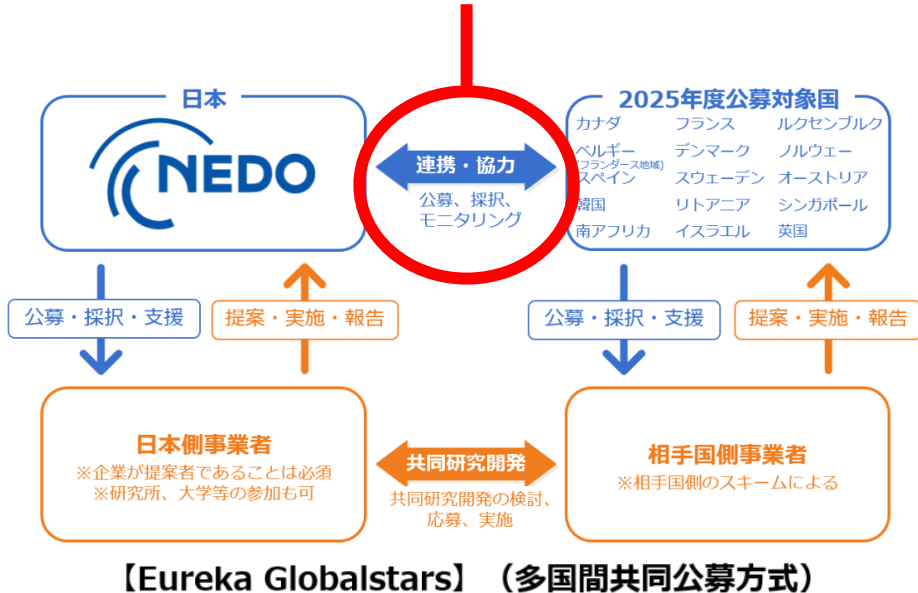 日本
NEDO
連携・協力
公募、採択、
モニタリング
2025年度公募対象国
カナダ フランス ルクセンブルク
ベルギー デンマーク ノルウェー
(フランダース地域)
スペイン スウェーデン オーストリア
韓国 リトアニア シンガポール
南アフリカ イスラエル 英国
公募・採択・支援
提案・実施・報告
公募・採択・支援
提案・実施・報告
日本側事業者
※企業が提案者であることは必須
※研究所、大学等の参加も可
共同研究開発
共同研究開発の検討、
応募、実施
相手国側事業者
※相手国側のスキームによる
【Eureka Globalstars】（多国間共同公募方式）